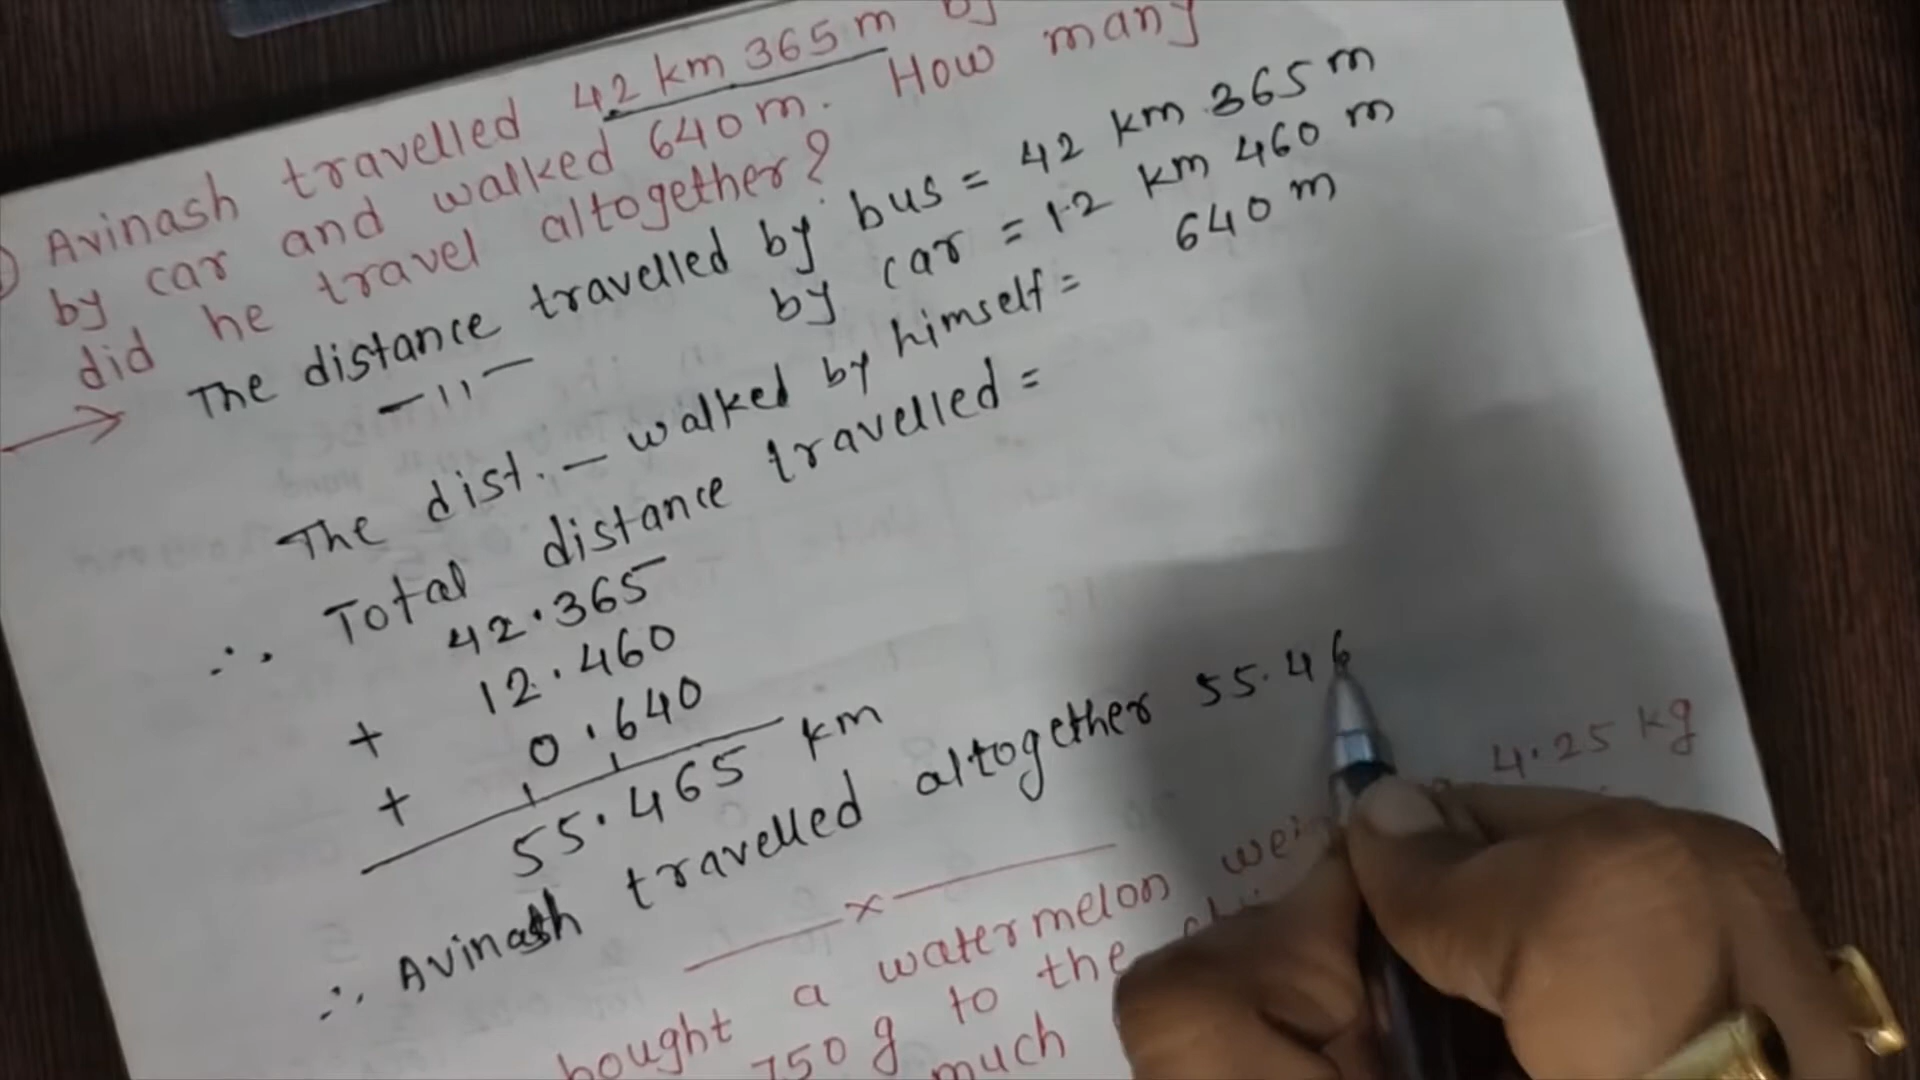 Avinash travelled 42 km 365 m
by car and walked 640 m. How many
did he travel altogether?
The distance travelled by bus = 42 km 365 m
-11- by car = 12 km 460 m
The dist. - walked by himself = 640 m
∴ Total distance travelled =
42.365
+ 12.460
+ 0.640
1 1
55.465 km
∴ Avinash travelled altogether 55.46
x
bought a watermelon 4.25 kg
750 g to the
much